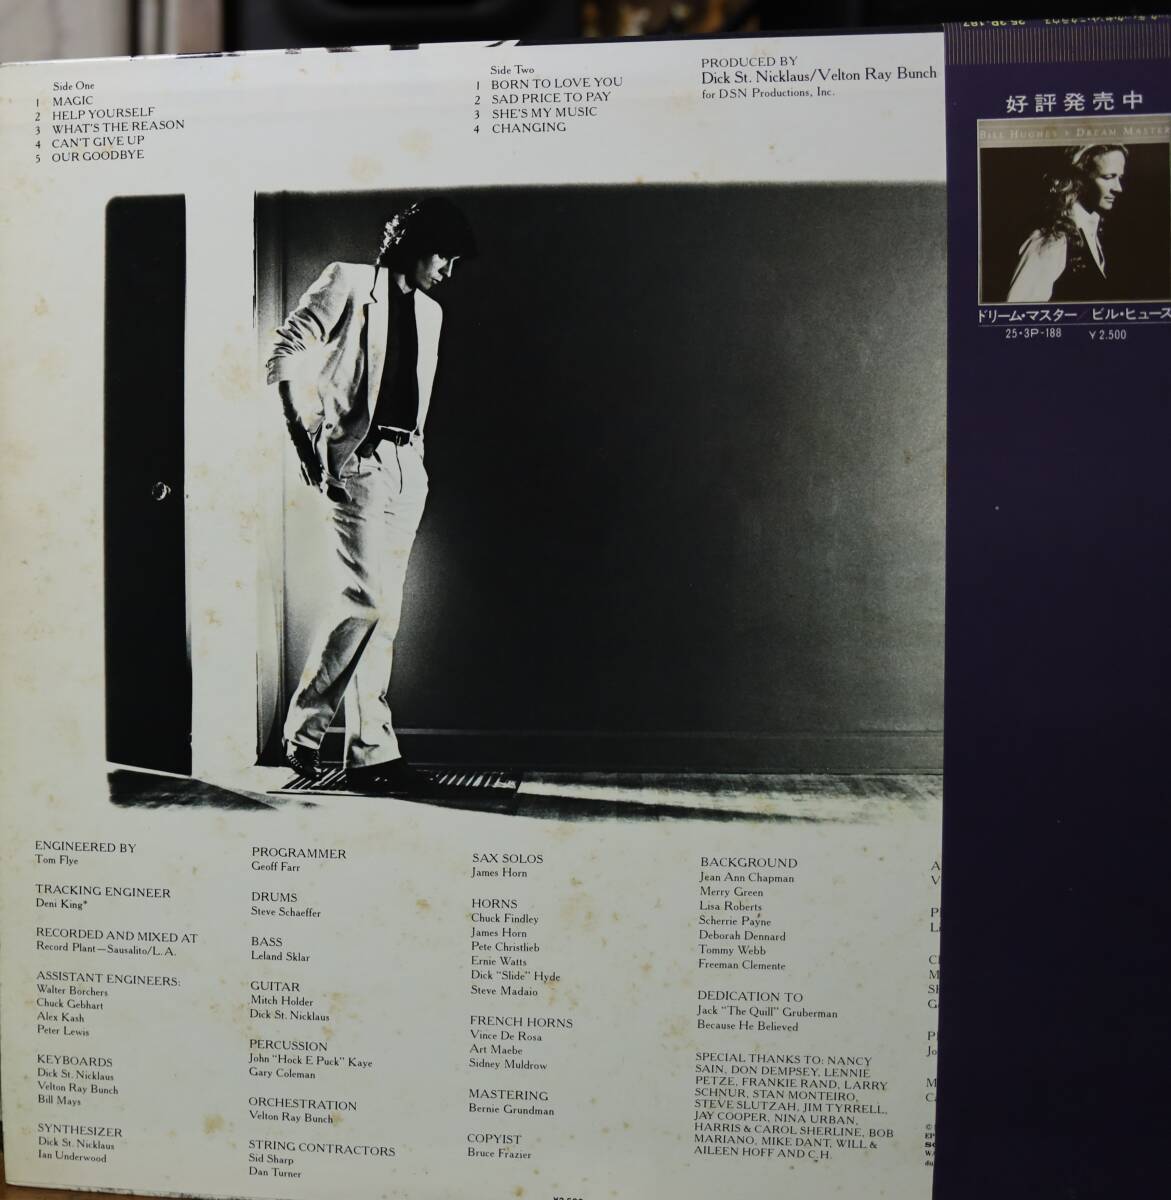 Side One
1 MAGIC
2 HELP YOURSELF
3 WHAT'S THE REASON
4 CAN'T GIVE UP
5 OUR GOODBYE
Side Two
1 BORN TO LOVE YOU
2 SAD PRICE TO PAY
3 SHE'S MY MUSIC
4 CHANGING
PRODUCED BY
Dick St. Nicklaus/Velton Ray Bunch
for DSN Productions, Inc.
好評発売中
BILL HUGHES • DREAM MASTER
ドリーム・マスター/ビル・ヒューズ
25・3P-188 ¥2.500
ENGINEERED BY
Tom Flye
TRACKING ENGINEER
Deni King*
RECORDED AND MIXED AT
Record Plant—Sausalito/L.A.
ASSISTANT ENGINEERS:
Walter Borchers
Chuck Gebhart
Alex Kash
Peter Lewis
KEYBOARDS
Dick St. Nicklaus
Velton Ray Bunch
Bill Mays
SYNTHESIZER
Dick St. Nicklaus
Ian Underwood
PROGRAMMER
Geoff Farr
DRUMS
Steve Schaeffer
BASS
Leland Sklar
GUITAR
Mitch Holder
Dick St. Nicklaus
PERCUSSION
John "Hock E Puck" Kaye
Gary Coleman
ORCHESTRATION
Velton Ray Bunch
STRING CONTRACTORS
Sid Sharp
Dan Turner
SAX SOLOS
James Horn
HORNS
Chuck Findley
James Horn
Pete Christlieb
Ernie Watts
Dick "Slide" Hyde
Steve Madaio
FRENCH HORNS
Vince De Rosa
Art Maebe
Sidney Muldrow
MASTERING
Bernie Grundman
COPYIST
Bruce Frazier
BACKGROUND
Jean Ann Chapman
Merry Green
Lisa Roberts
Scherrie Payne
Deborah Dennard
Tommy Webb
Freeman Clemente
DEDICATION TO
Jack "The Quill" Gruberman
Because He Believed
SPECIAL THANKS TO: NANCY
SAIN, DON DEMPSEY, LENNIE
PETZE, FRANKIE RAND, LARRY
SCHNUR, STAN MONTEIRO,
STEVE SLUTZAH, JIM TYRRELL,
JAY COOPER, NINA URBAN,
HARRIS & CAROL SHERLINE, BOB
MARIANO, MIKE DANT, WILL &
AILEEN HOFF AND C.H.